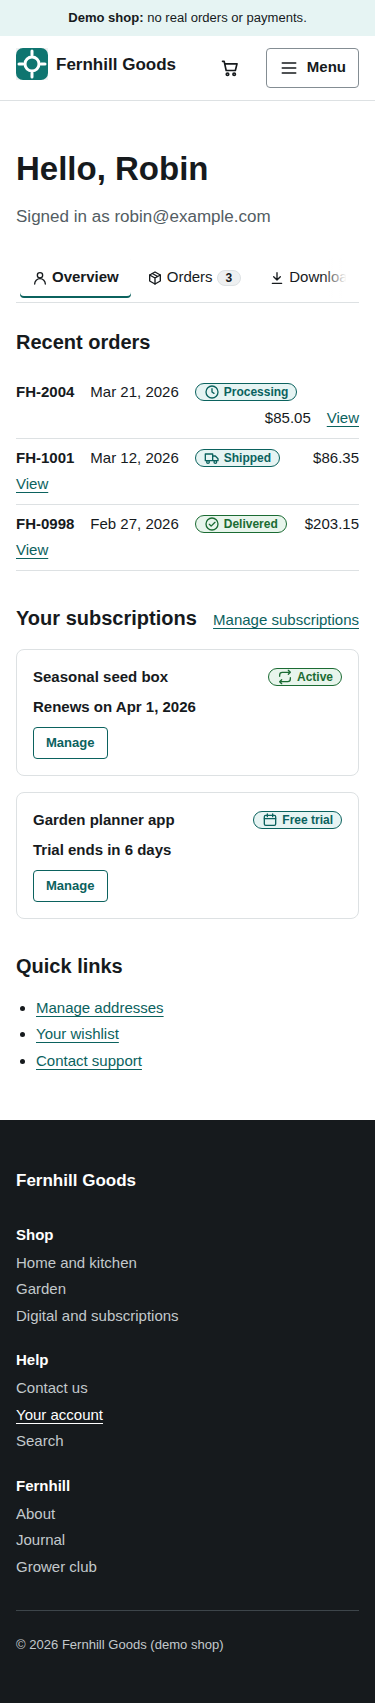 Demo shop: no real orders or payments.
Fernhill Goods
Menu
Hello, Robin
Signed in as robin@example.com
Overview Orders 3
Recent orders
FH-2004 Mar 21, 2026 Processing
$85.05 View
FH-1001 Mar 12, 2026 Shipped $86.35
View
FH-0998 Feb 27, 2026 Delivered $203.15
View
Your subscriptions Manage subscriptions
Seasonal seed box Active
Renews on Apr 1, 2026
Manage
Garden planner app Free trial
Trial ends in 6 days
Manage
Quick links
Manage addresses
Your wishlist
Contact support
Fernhill Goods
Shop
Home and kitchen
Garden
Digital and subscriptions
Help
Contact us
Your account
Search
Fernhill
About
Journal
Grower club
© 2026 Fernhill Goods (demo shop)